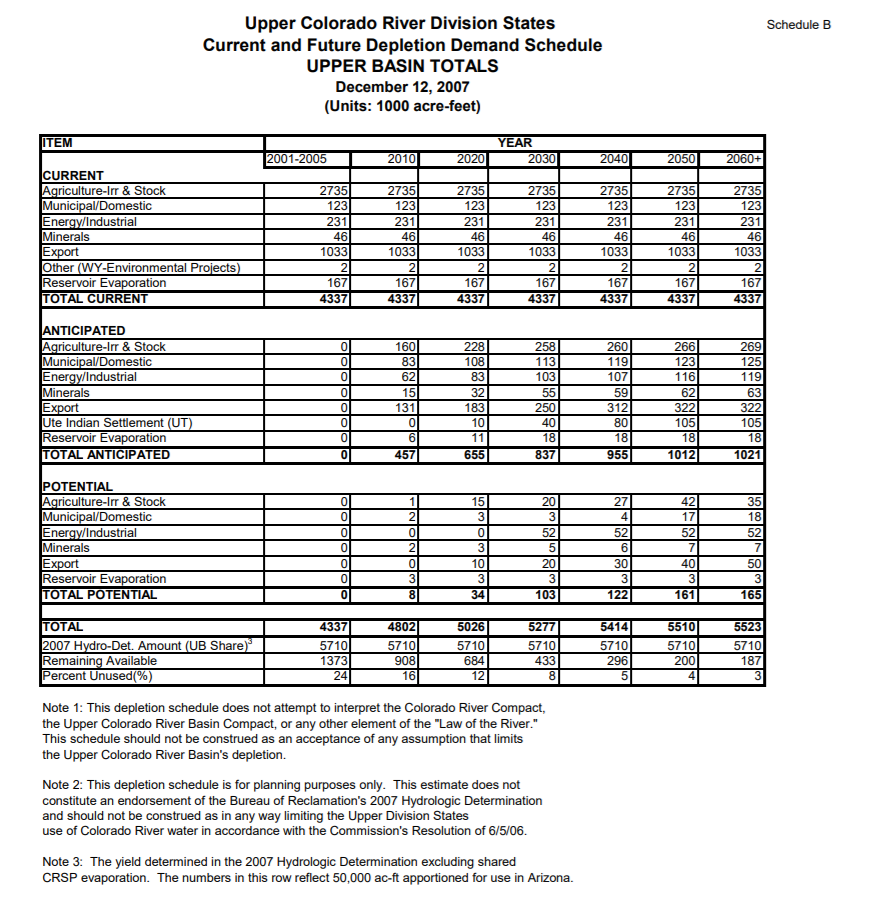 Schedule B
Upper Colorado River Division States
Current and Future Depletion Demand Schedule
UPPER BASIN TOTALS
December 12, 2007
(Units: 1000 acre-feet)
ITEM YEAR
2001-2005 2010 2020 2030 2040 2050 2060+
CURRENT
Agriculture-Irr & Stock 2735 2735 2735 2735 2735 2735 2735
Municipal/Domestic 123 123 123 123 123 123 123
Energy/Industrial 231 231 231 231 231 231 231
Minerals 46 46 46 46 46 46 46
Export 1033 1033 1033 1033 1033 1033 1033
Other (WY-Environmental Projects) 2 2 2 2 2 2 2
Reservoir Evaporation 167 167 167 167 167 167 167
TOTAL CURRENT 4337 4337 4337 4337 4337 4337 4337
ANTICIPATED
Agriculture-Irr & Stock 0 160 228 258 260 266 269
Municipal/Domestic 0 83 108 113 119 123 125
Energy/Industrial 0 62 83 103 107 116 119
Minerals 0 15 32 55 59 62 63
Export 0 131 183 250 312 322 322
Ute Indian Settlement (UT) 0 0 10 40 80 105 105
Reservoir Evaporation 0 6 11 18 18 18 18
TOTAL ANTICIPATED 0 457 655 837 955 1012 1021
POTENTIAL
Agriculture-Irr & Stock 0 1 15 20 27 42 35
Municipal/Domestic 0 2 3 3 4 17 18
Energy/Industrial 0 0 0 52 52 52 52
Minerals 0 2 3 5 6 7 7
Export 0 0 10 20 30 40 50
Reservoir Evaporation 0 3 3 3 3 3 3
TOTAL POTENTIAL 0 8 34 103 122 161 165
TOTAL 4337 4802 5026 5277 5414 5510 5523
2007 Hydro-Det. Amount (UB Share)³ 5710 5710 5710 5710 5710 5710 5710
Remaining Available 1373 908 684 433 296 200 187
Percent Unused(%) 24 16 12 8 5 4 3
Note 1: This depletion schedule does not attempt to interpret the Colorado River Compact,
the Upper Colorado River Basin Compact, or any other element of the "Law of the River."
This schedule should not be construed as an acceptance of any assumption that limits
the Upper Colorado River Basin's depletion.
Note 2: This depletion schedule is for planning purposes only. This estimate does not
constitute an endorsement of the Bureau of Reclamation's 2007 Hydrologic Determination
and should not be construed as in any way limiting the Upper Division States
use of Colorado River water in accordance with the Commission's Resolution of 6/5/06.
Note 3: The yield determined in the 2007 Hydrologic Determination excluding shared
CRSP evaporation. The numbers in this row reflect 50,000 ac-ft apportioned for use in Arizona.